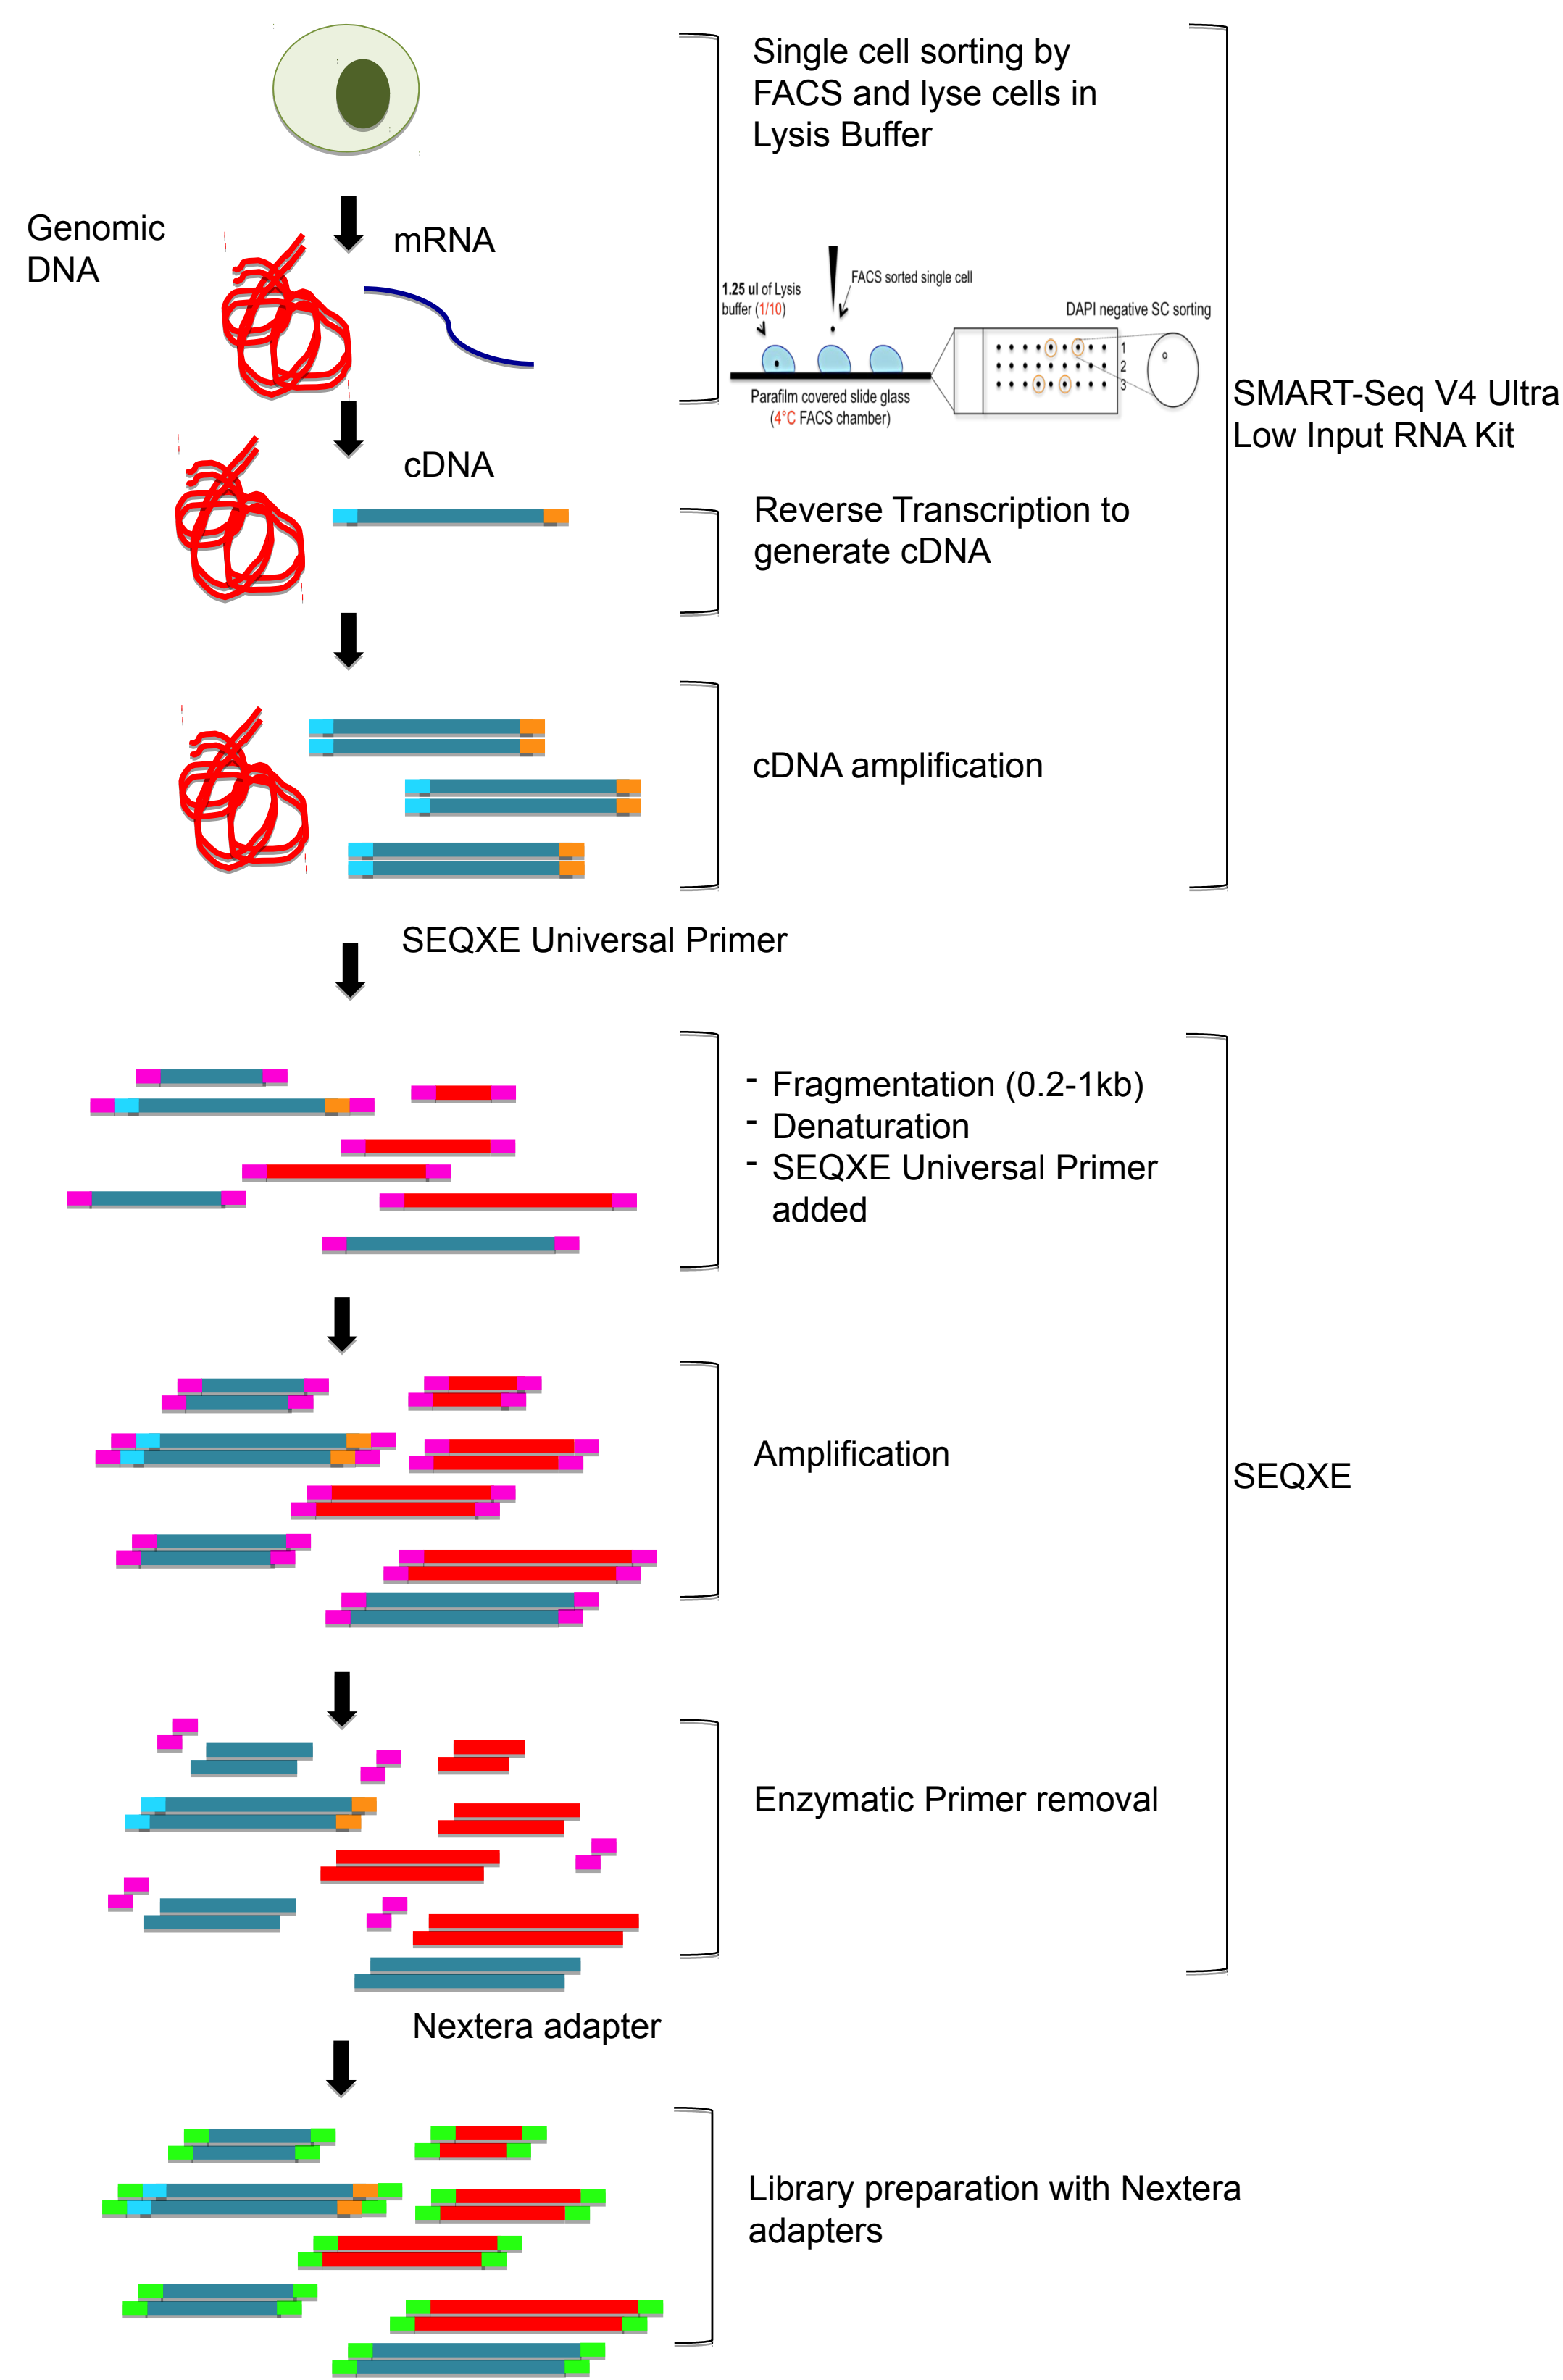 Single cell sorting by
FACS and lyse cells in
Lysis Buffer
Genomic
DNA
mRNA
1.25 ul of Lysis
buffer (1/10)
FACS sorted single cell
DAPI negative SC sorting
1
2
3
Parafilm covered slide glass
(4°C FACS chamber)
SMART-Seq V4 Ultra
Low Input RNA Kit
cDNA
Reverse Transcription to
generate cDNA
cDNA amplification
SEQXE Universal Primer
- Fragmentation (0.2-1kb)
- Denaturation
- SEQXE Universal Primer
added
Amplification
SEQXE
Enzymatic Primer removal
Nextera adapter
Library preparation with Nextera
adapters